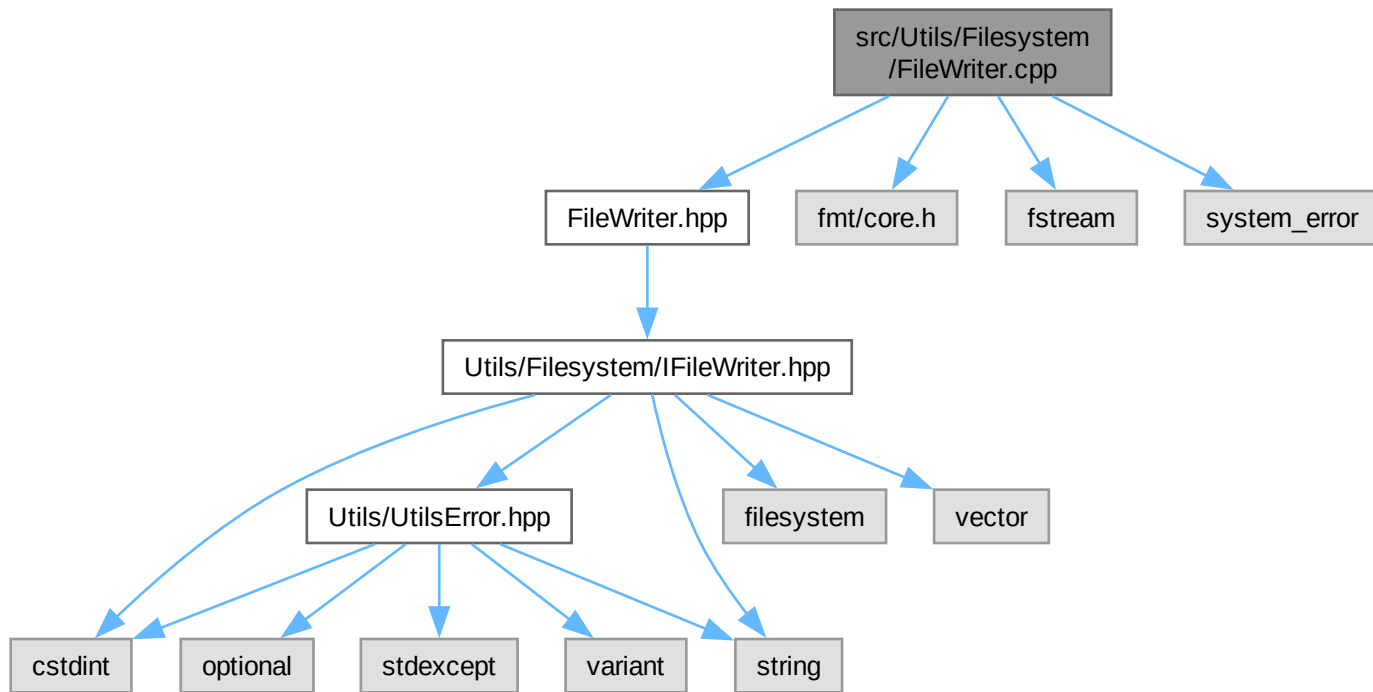 src/Utils/Filesystem
/FileWriter.cpp
FileWriter.hpp
fmt/core.h
fstream
system_error
Utils/Filesystem/IFileWriter.hpp
Utils/UtilsError.hpp
filesystem
vector
cstdint
optional
stdexcept
variant
string